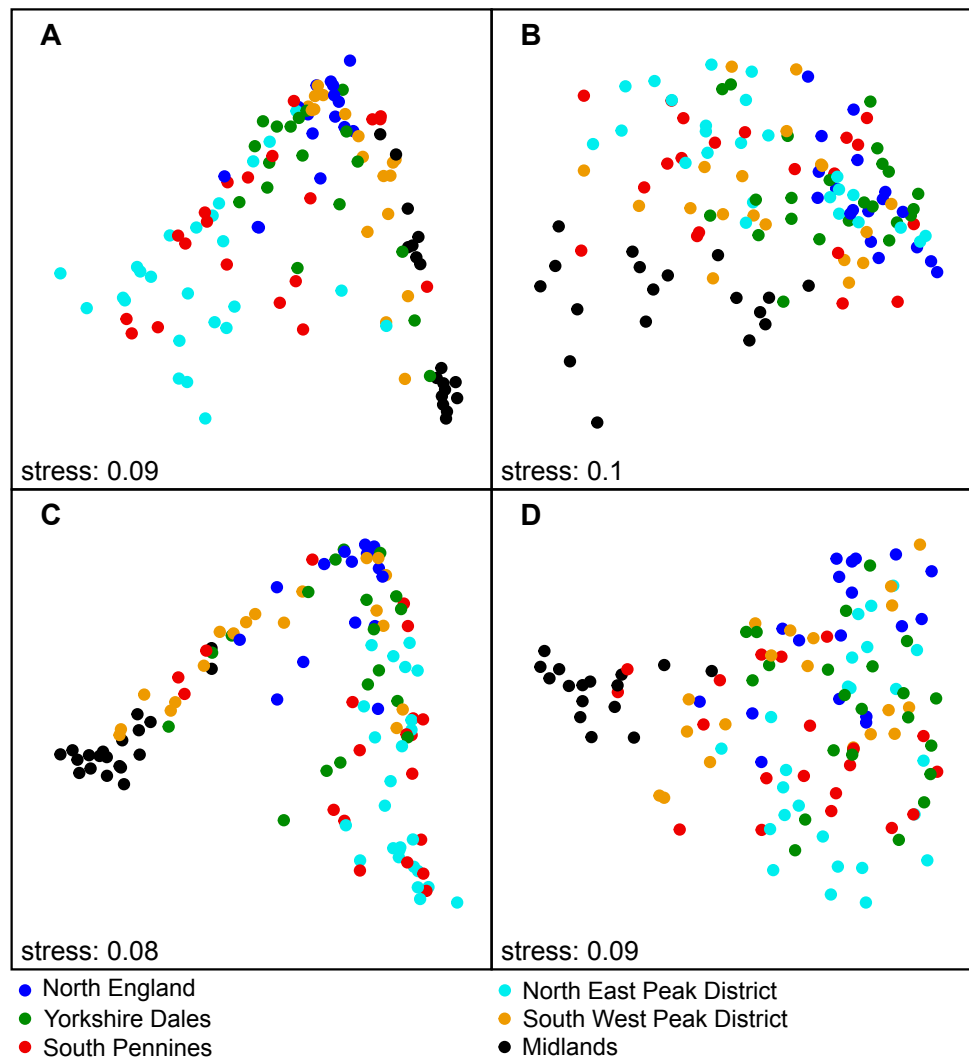 A
B
stress: 0.09
stress: 0.1
C
D
stress: 0.08
stress: 0.09
North England
North East Peak District
Yorkshire Dales
South West Peak District
South Pennines
Midlands